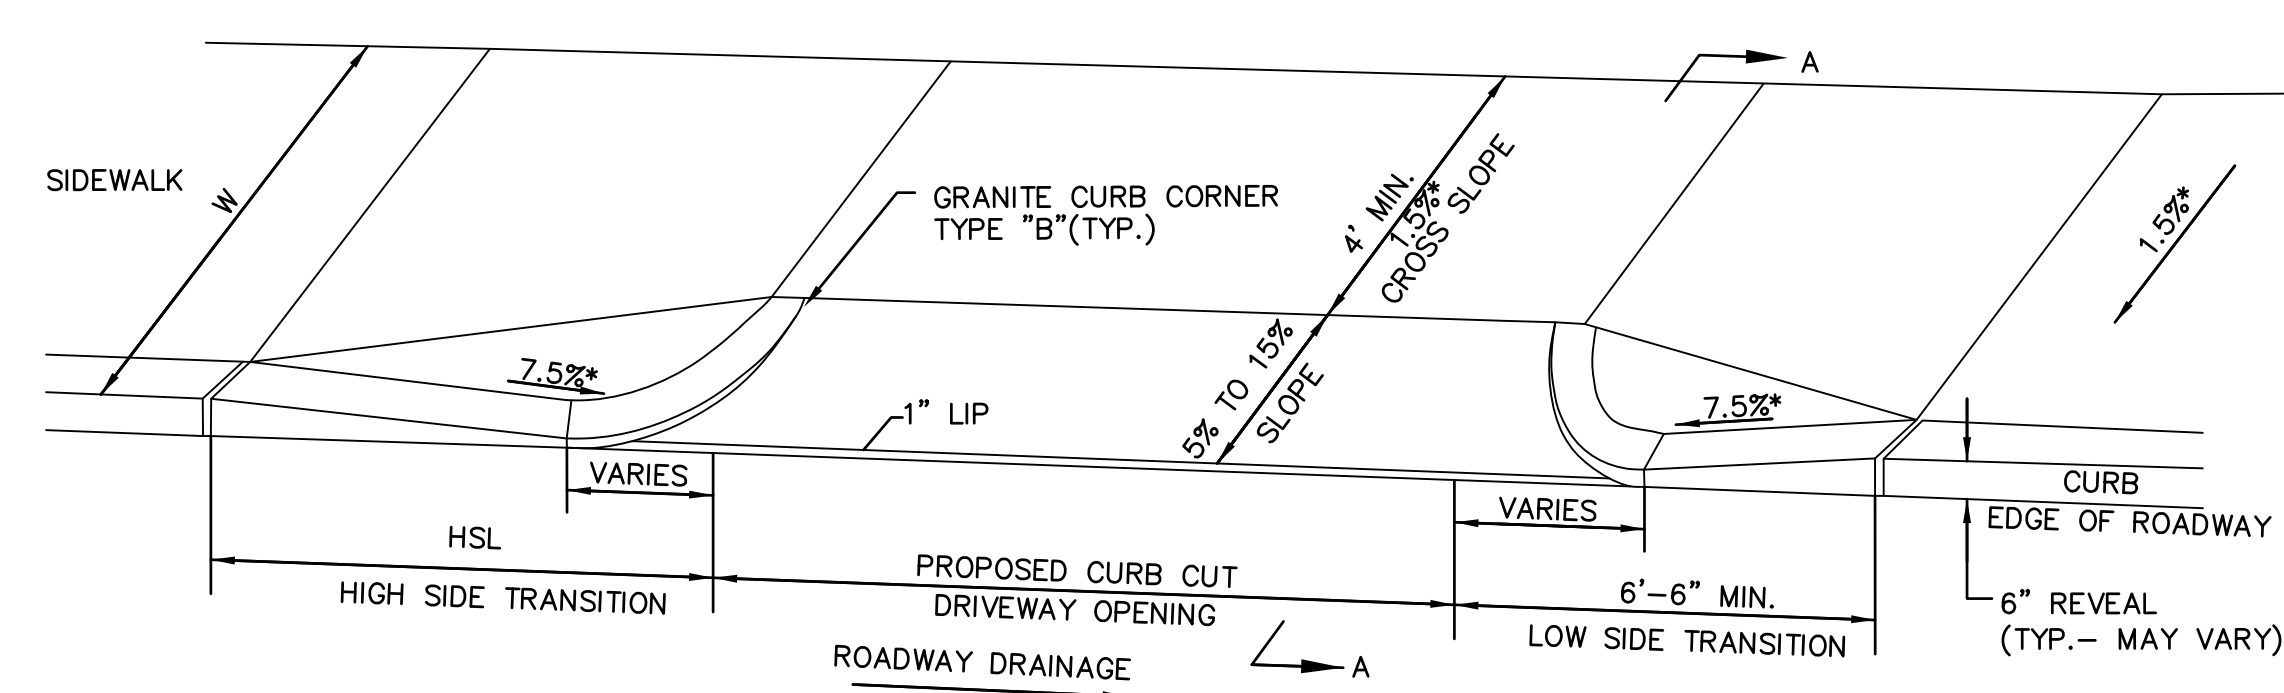 A
SIDEWALK
W
GRANITE CURB CORNER
TYPE "B"(TYP.)
4' MIN.
1.5%*
CROSS SLOPE
1.5%*
7.5%*
5% TO 15%
SLOPE
7.5%*
1" LIP
VARIES
VARIES
CURB
EDGE OF ROADWAY
HSL
HIGH SIDE TRANSITION
PROPOSED CURB CUT
DRIVEWAY OPENING
6'-6" MIN.
LOW SIDE TRANSITION
6" REVEAL
(TYP.- MAY VARY)
ROADWAY DRAINAGE
A